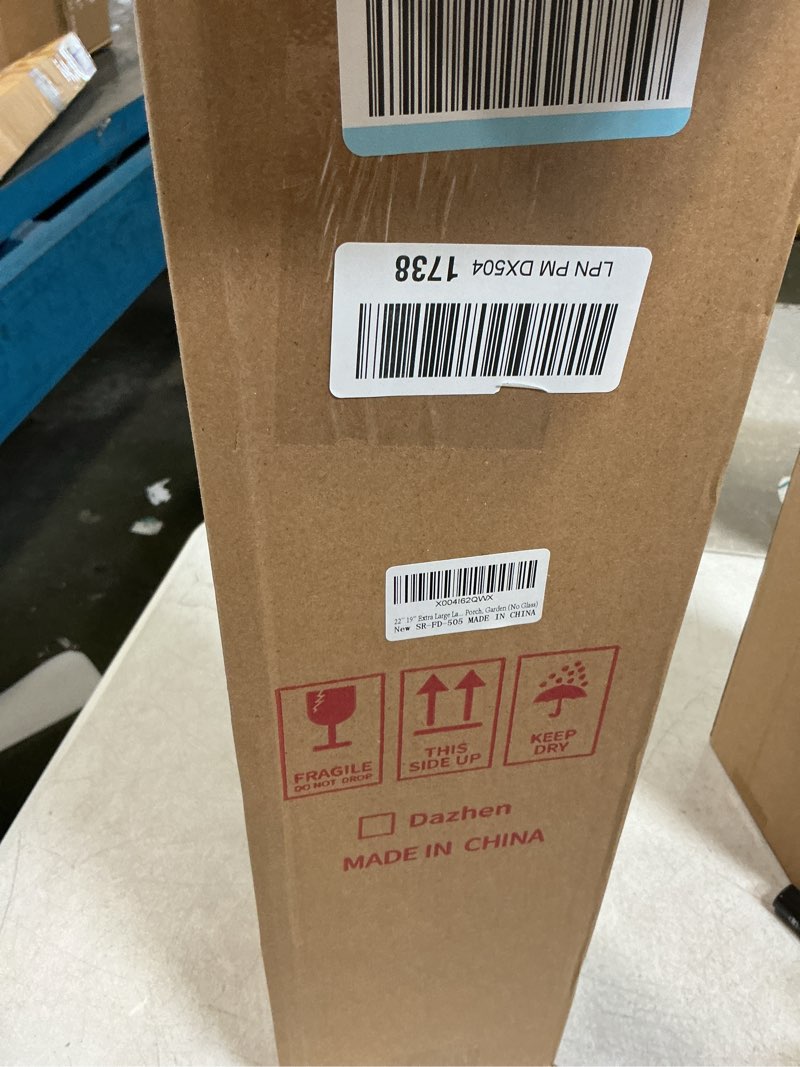 LPN PM DX504 1738
X004I62QWX
22" 19" Extra Large La... Porch, Garden (No Glass)
New SR-FD-505 MADE IN CHINA
FRAGILE
DO NOT DROP
THIS
SIDE UP
KEEP
DRY
Dazhen
MADE IN CHINA